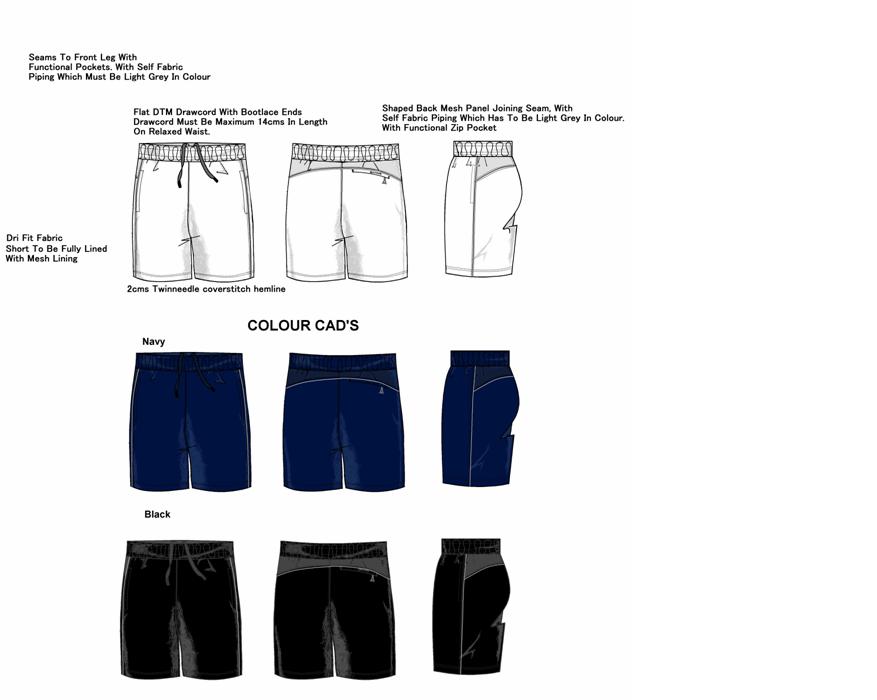 Seams To Front Leg With
Functional Pockets. With Self Fabric
Piping Which Must Be Light Grey In Colour
Flat DTM Drawcord With Bootlace Ends
Drawcord Must Be Maximum 14cms In Length
On Relaxed Waist.
Shaped Back Mesh Panel Joining Seam, With
Self Fabric Piping Which Has To Be Light Grey In Colour.
With Functional Zip Pocket
Dri Fit Fabric
Short To Be Fully Lined
With Mesh Lining
2cms Twinneedle coverstitch hemline
COLOUR CAD'S
Navy
Black